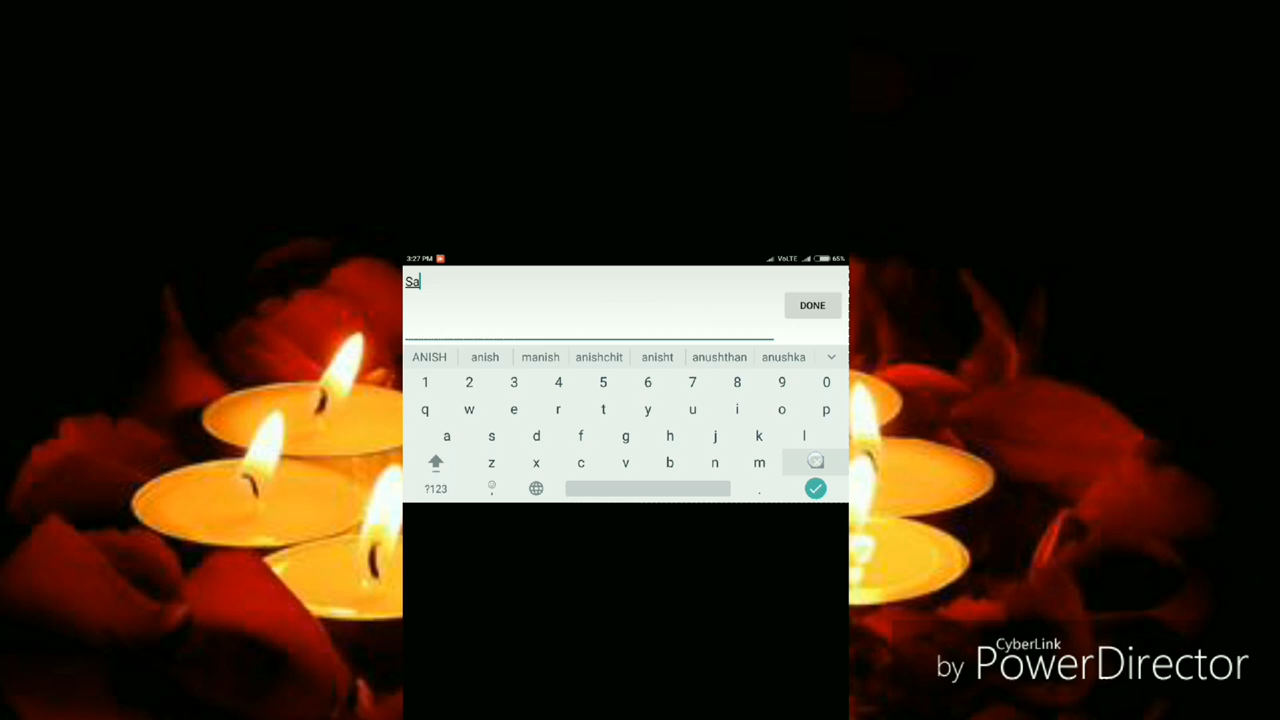 3:27 PM VoLTE 65%
Sa
DONE
ANISH anish manish anishchit anisht anushthan anushka
1 2 3 4 5 6 7 8 9 0
q w e r t y u i o p
a s d f g h j k l
z x c v b n m
?123 , .
CyberLink
by PowerDirector